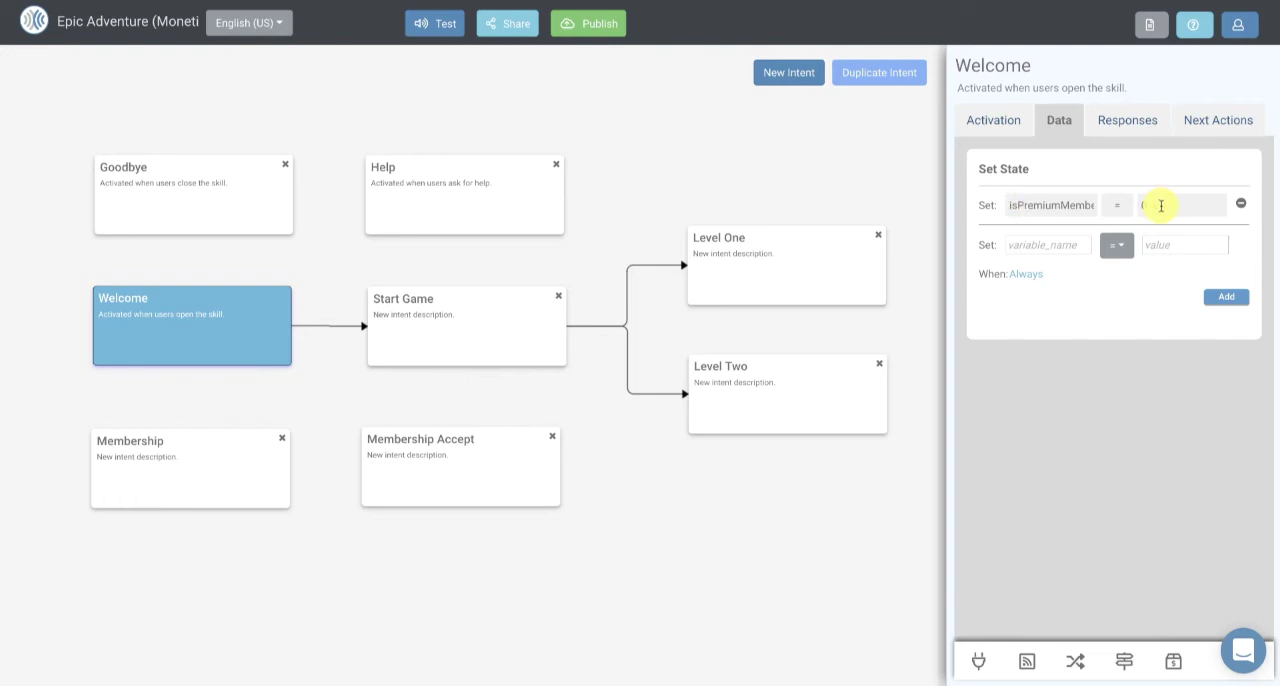 Epic Adventure (Moneti
English (US)
Test
Share
Publish
New Intent
Duplicate Intent
Goodbye
Activated when users close the skill.
Help
Activated when users ask for help.
Level One
New intent description.
Welcome
Activated when users open the skill.
Start Game
New intent description.
Level Two
New intent description.
Membership
New intent description.
Membership Accept
New intent description.
Welcome
Activated when users open the skill.
Activation
Data
Responses
Next Actions
Set State
Set: isPremiumMembe =
Set: variable_name = value
When: Always
Add